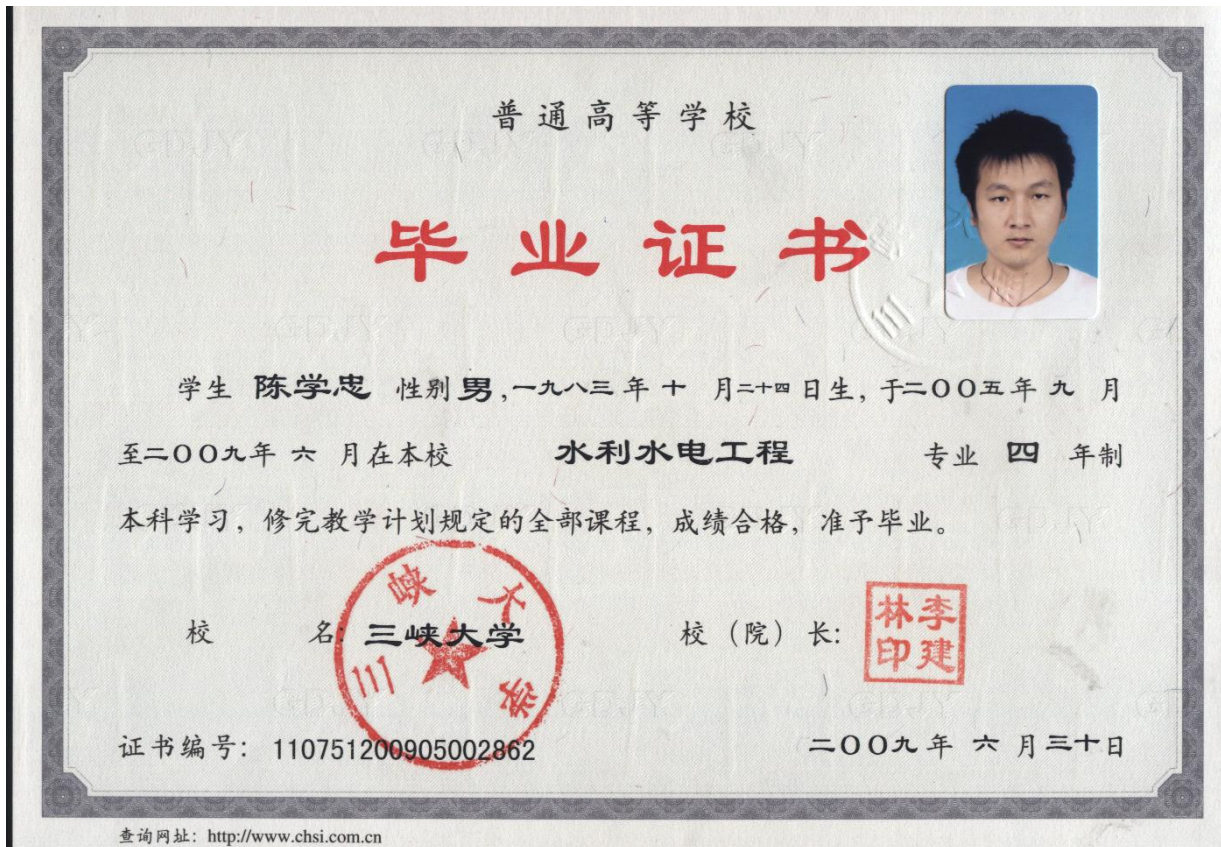 普通高等学校
毕业证书
学生 陈学忠 性别 男,一九八三年 十 月二十四日生, 于二〇〇五年 九 月
至二〇〇九年 六 月在本校 水利水电工程 专业 四 年制
本科学习, 修完教学计划规定的全部课程, 成绩合格, 准予毕业。
校 名: 三峡大学 校（院）长:
三峡大学
李建林印
证书编号: 110751200905002862 二〇〇九 年 六 月三十日
查询网址: http://www.chsi.com.cn